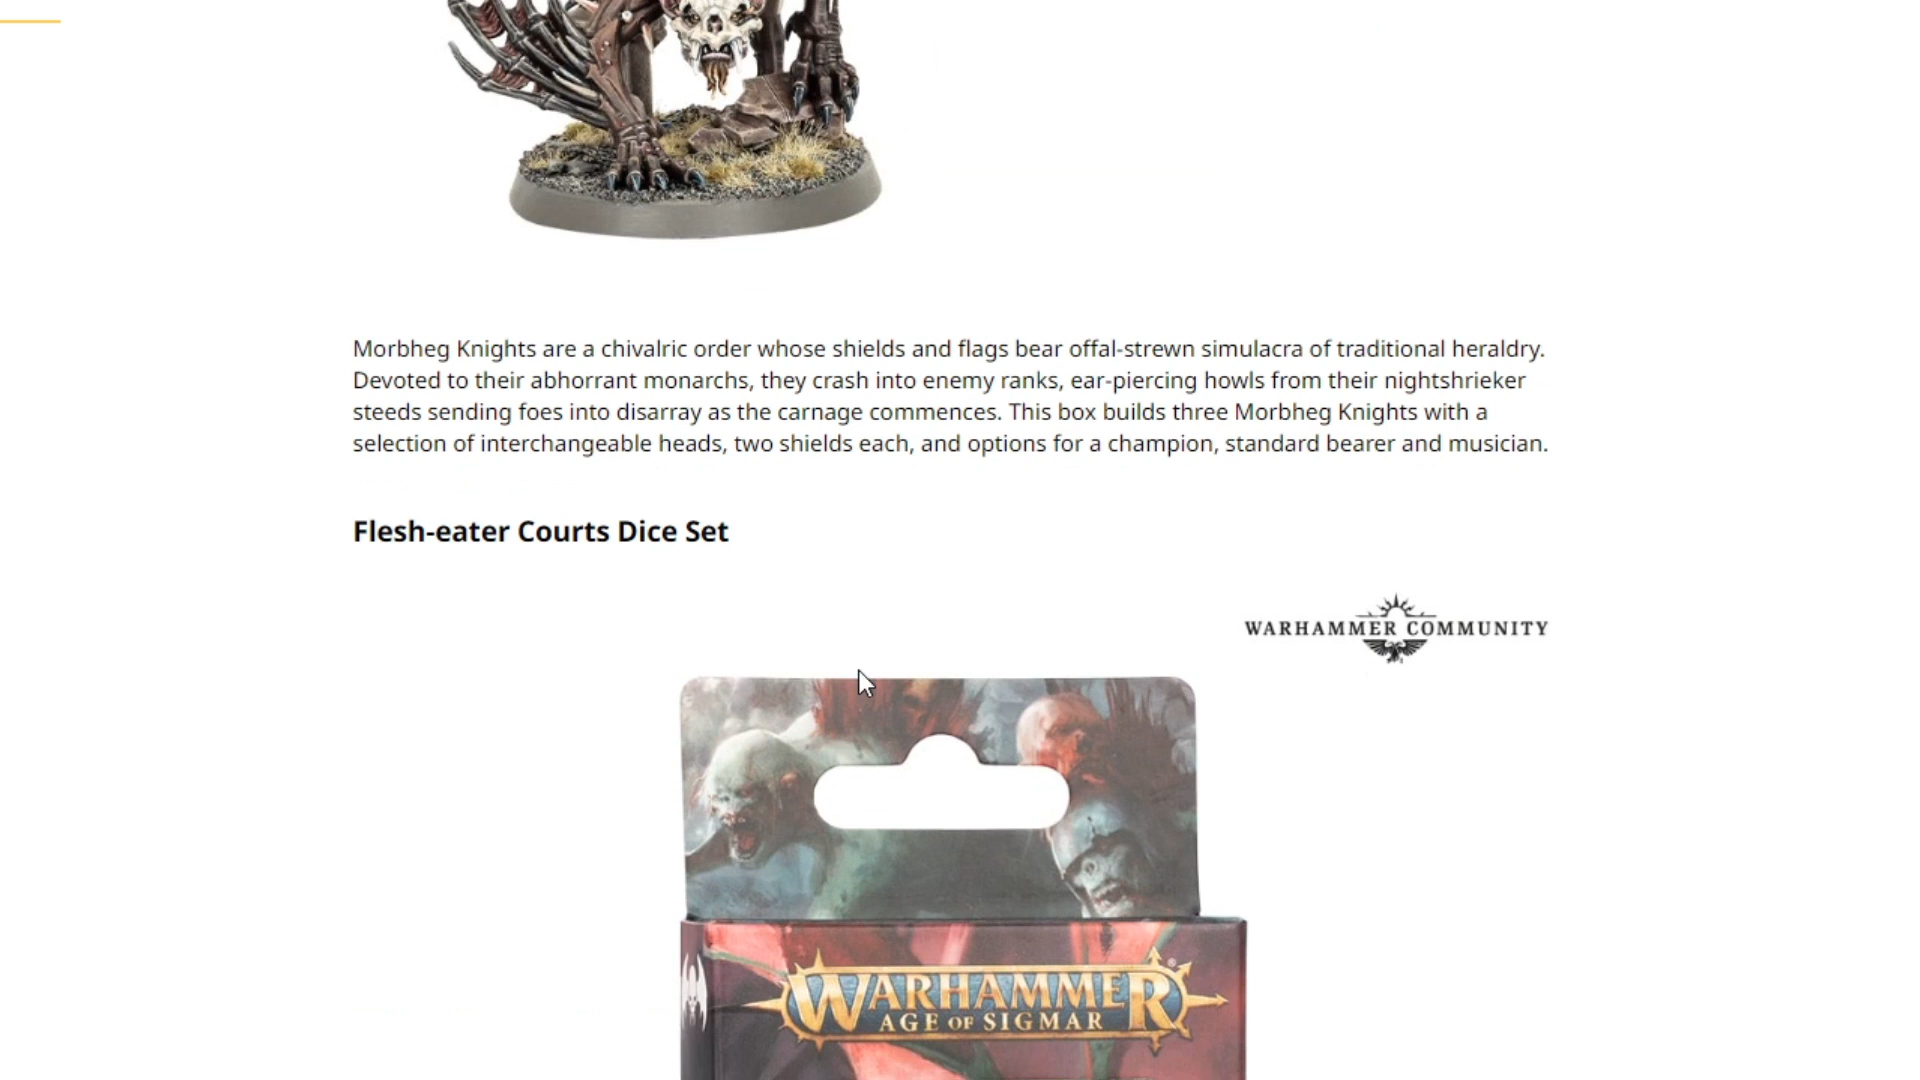 Morbheg Knights are a chivalric order whose shields and flags bear offal-strewn simulacra of traditional heraldry.
Devoted to their abhorrant monarchs, they crash into enemy ranks, ear-piercing howls from their nightshrieker
steeds sending foes into disarray as the carnage commences. This box builds three Morbheg Knights with a
selection of interchangeable heads, two shields each, and options for a champion, standard bearer and musician.
Flesh-eater Courts Dice Set
WARHAMMER COMMUNITY
WARHAMMER
AGE OF SIGMAR